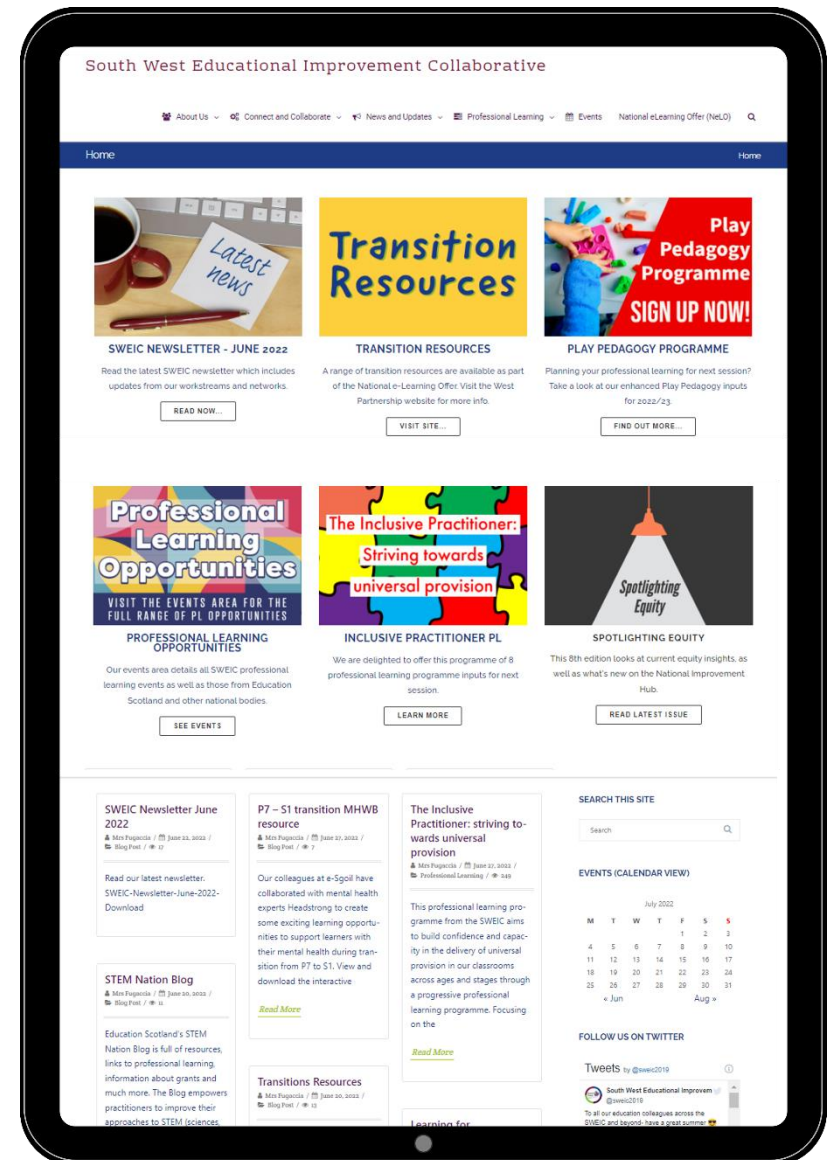 South West Educational Improvement Collaborative
About Us Connect and Collaborate News and Updates Professional Learning Events National eLearning Offer (NeLO)
Home Home
Latest
news
Transition
Resources
Play
Pedagogy
Programme
SIGN UP NOW!
SWEIC NEWSLETTER - JUNE 2022
Read the latest SWEIC newsletter which includes
updates from our workstreams and networks.
READ NOW...
TRANSITION RESOURCES
A range of transition resources are available as part
of the National e-Learning Offer. Visit the West
Partnership website for more info.
VISIT SITE...
PLAY PEDAGOGY PROGRAMME
Planning your professional learning for next session?
Take a look at our enhanced Play Pedagogy inputs
for 2022/23.
FIND OUT MORE...
Professional
Learning
Opportunities
VISIT THE EVENTS AREA FOR THE
FULL RANGE OF PL OPPORTUNITIES
PROFESSIONAL LEARNING
OPPORTUNITIES
Our events area details all SWEIC professional
learning events as well as those from Education
Scotland and other national bodies.
SEE EVENTS
The Inclusive Practitioner:
Striving towards
universal provision
INCLUSIVE PRACTITIONER PL
We are delighted to offer this programme of 8
professional learning programme inputs for next
session.
LEARN MORE
Spotlighting
Equity
SPOTLIGHTING EQUITY
This 8th edition looks at current equity insights, as
well as what's new on the National Improvement
Hub.
READ LATEST ISSUE
SWEIC Newsletter June
2022
Mrs Fugaccia / June 22, 2022 /
Blog Post / 17
Read our latest newsletter.
SWEIC-Newsletter-June-2022-
Download
STEM Nation Blog
Mrs Fugaccia / June 20, 2022 /
Blog Post / 11
Education Scotland's STEM
Nation Blog is full of resources,
links to professional learning,
information about grants and
much more. The Blog empowers
practitioners to improve their
approaches to STEM (sciences,
P7 – S1 transition MHWB
resource
Mrs Fugaccia / June 27, 2022 /
Blog Post / 7
Our colleagues at e-Sgoil have
collaborated with mental health
experts Headstrong to create
some exciting learning opportu-
nities to support learners with
their mental health during tran-
sition from P7 to S1. View and
download the interactive
Read More
Transitions Resources
Mrs Fugaccia / June 20, 2022 /
Blog Post / 13
The Inclusive
Practitioner: striving to-
wards universal
provision
Mrs Fugaccia / June 27, 2022 /
Professional Learning / 249
This professional learning pro-
gramme from the SWEIC aims
to build confidence and capac-
ity in the delivery of universal
provision in our classrooms
across ages and stages through
a progressive professional
learning programme. Focusing
on the
Read More
Learning for
SEARCH THIS SITE
Search
EVENTS (CALENDAR VIEW)
July 2022
M T W T F S S
1 2 3
4 5 6 7 8 9 10
11 12 13 14 15 16 17
18 19 20 21 22 23 24
25 26 27 28 29 30 31
« Jun Aug »
FOLLOW US ON TWITTER
Tweets by @sweic2019
South West Educational Improvem
@sweic2019
To all our education colleagues across the
SWEIC and beyond- have a great summer